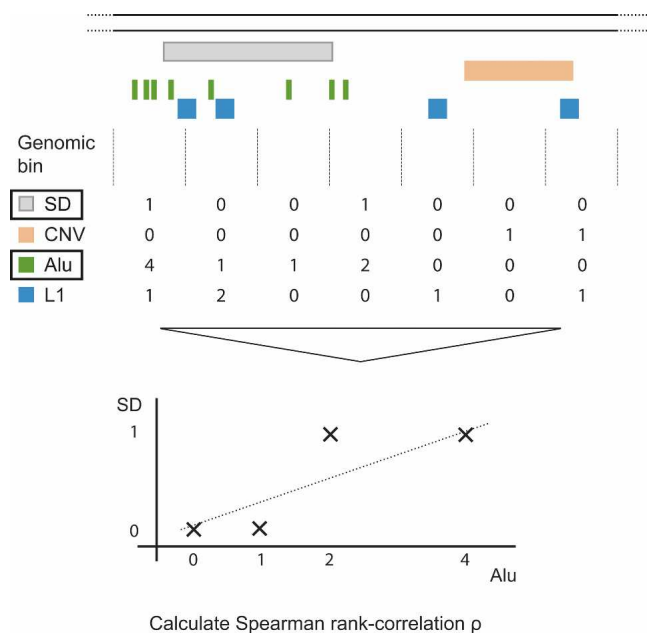 Genomic
bin
SD 1 0 0 1 0 0 0
CNV 0 0 0 0 0 1 1
Alu 4 1 1 2 0 0 0
L1 1 2 0 0 1 0 1
SD
1
0
0 1 2 4
Alu
Calculate Spearman rank-correlation ρ